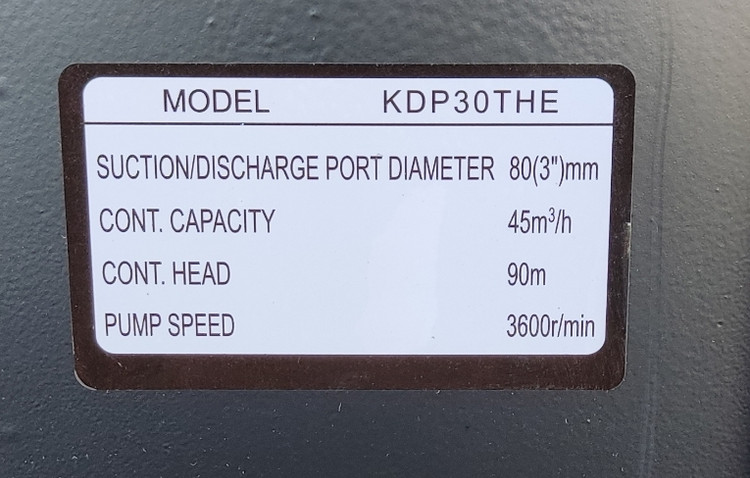 MODEL KDP30THE
SUCTION/DISCHARGE PORT DIAMETER 80(3")mm
CONT. CAPACITY 45m³/h
CONT. HEAD 90m
PUMP SPEED 3600r/min